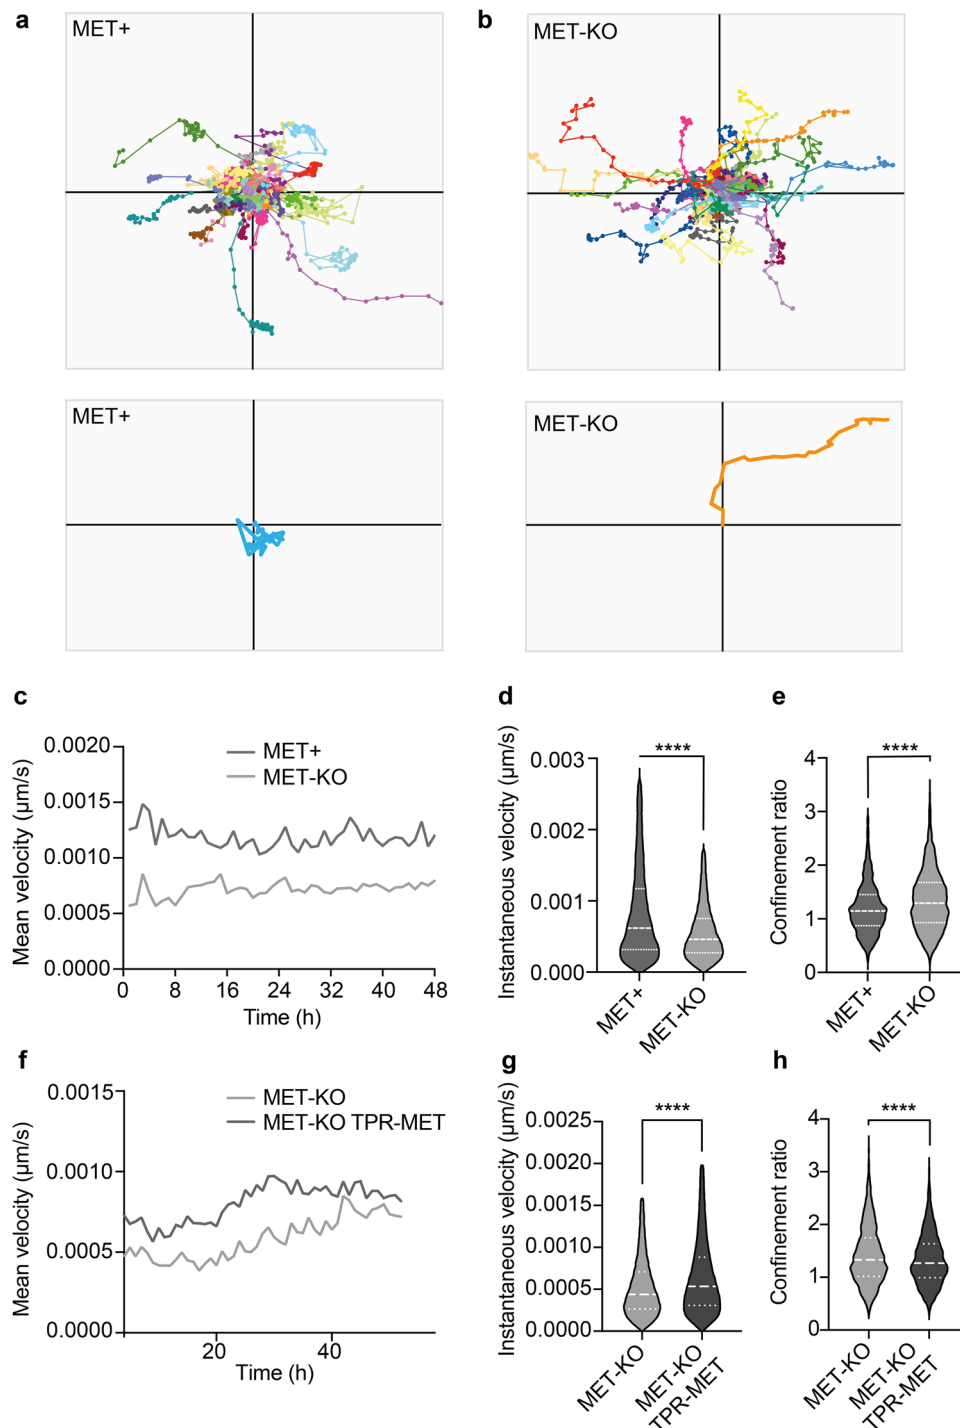 a
MET+
b
MET-KO
MET+
MET-KO
c
Mean velocity (µm/s)
0.0020
0.0015
0.0010
0.0005
0.0000
MET+
MET-KO
0 8 16 24 32 40 48
Time (h)
d
Instantaneous velocity (µm/s)
0.003
0.002
0.001
0.000
****
MET+
MET-KO
e
Confinement ratio
4
3
2
1
0
****
MET+
MET-KO
f
Mean velocity (µm/s)
0.0015
0.0010
0.0005
0.0000
MET-KO
MET-KO TPR-MET
20 40
Time (h)
g
Instantaneous velocity (µm/s)
0.0025
0.0020
0.0015
0.0010
0.0005
0.0000
****
MET-KO
MET-KO
TPR-MET
h
Confinement ratio
4
3
2
1
0
****
MET-KO
MET-KO
TPR-MET